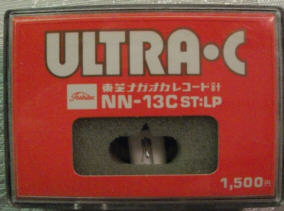 ULTRA•C
東芝ナガオカレコード針
Toshiba
NN-13C ST:LP
1,500円